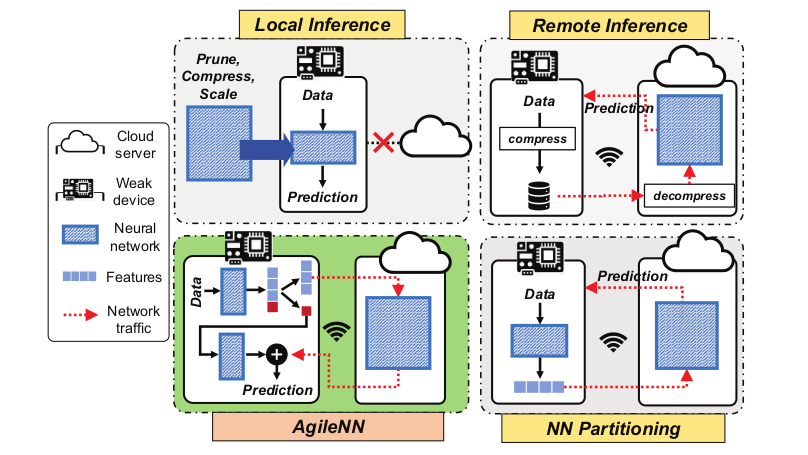 Local Inference
Remote Inference
Prune,
Compress,
Scale
Data
Prediction
Data
compress
Prediction
decompress
Cloud
server
Weak
device
Neural
network
Features
Network
traffic
Data
Prediction
Prediction
Data
AgileNN
NN Partitioning